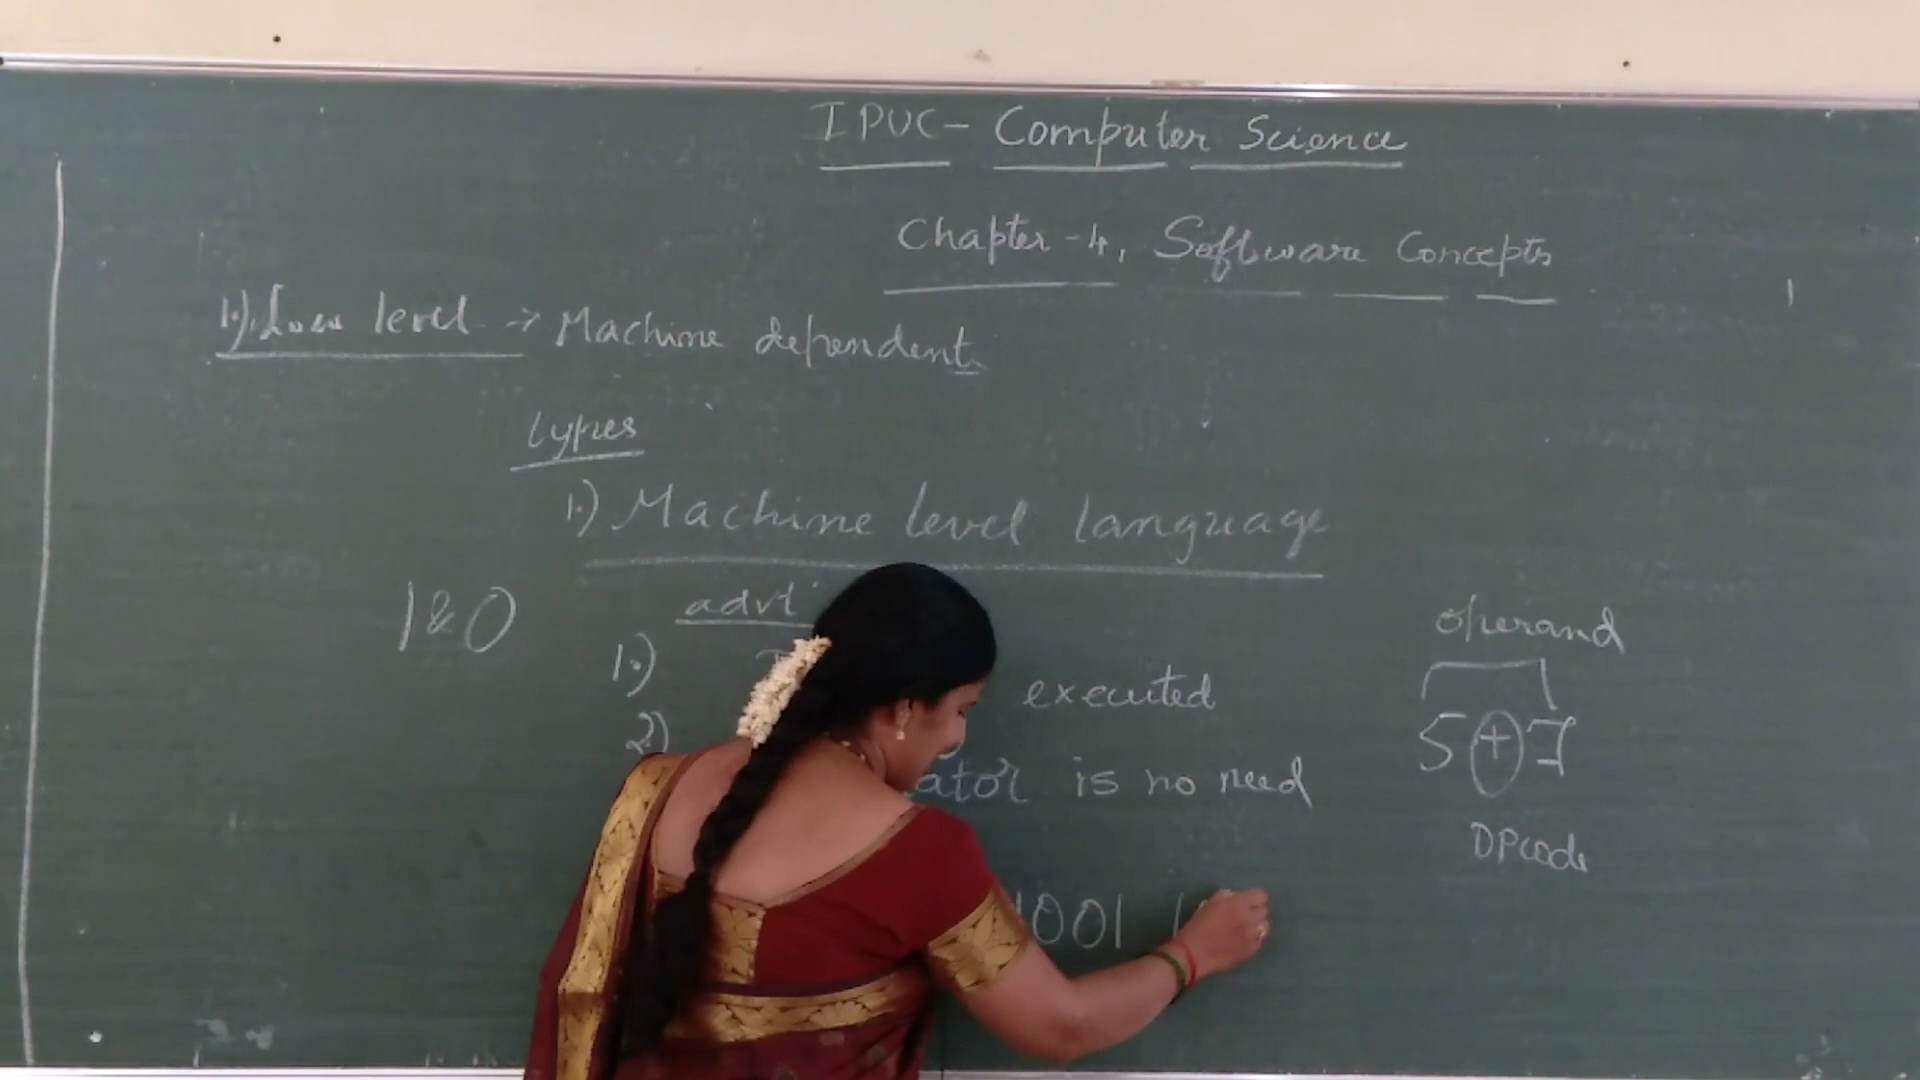 I PUC - Computer Science
Chapter - 4, Software Concepts
1.) Low level → Machine dependent
types
1.) Machine level language
1 & 0
advt
operand
1.) executed
2)
5 + 7
is no need
OPcode
1001